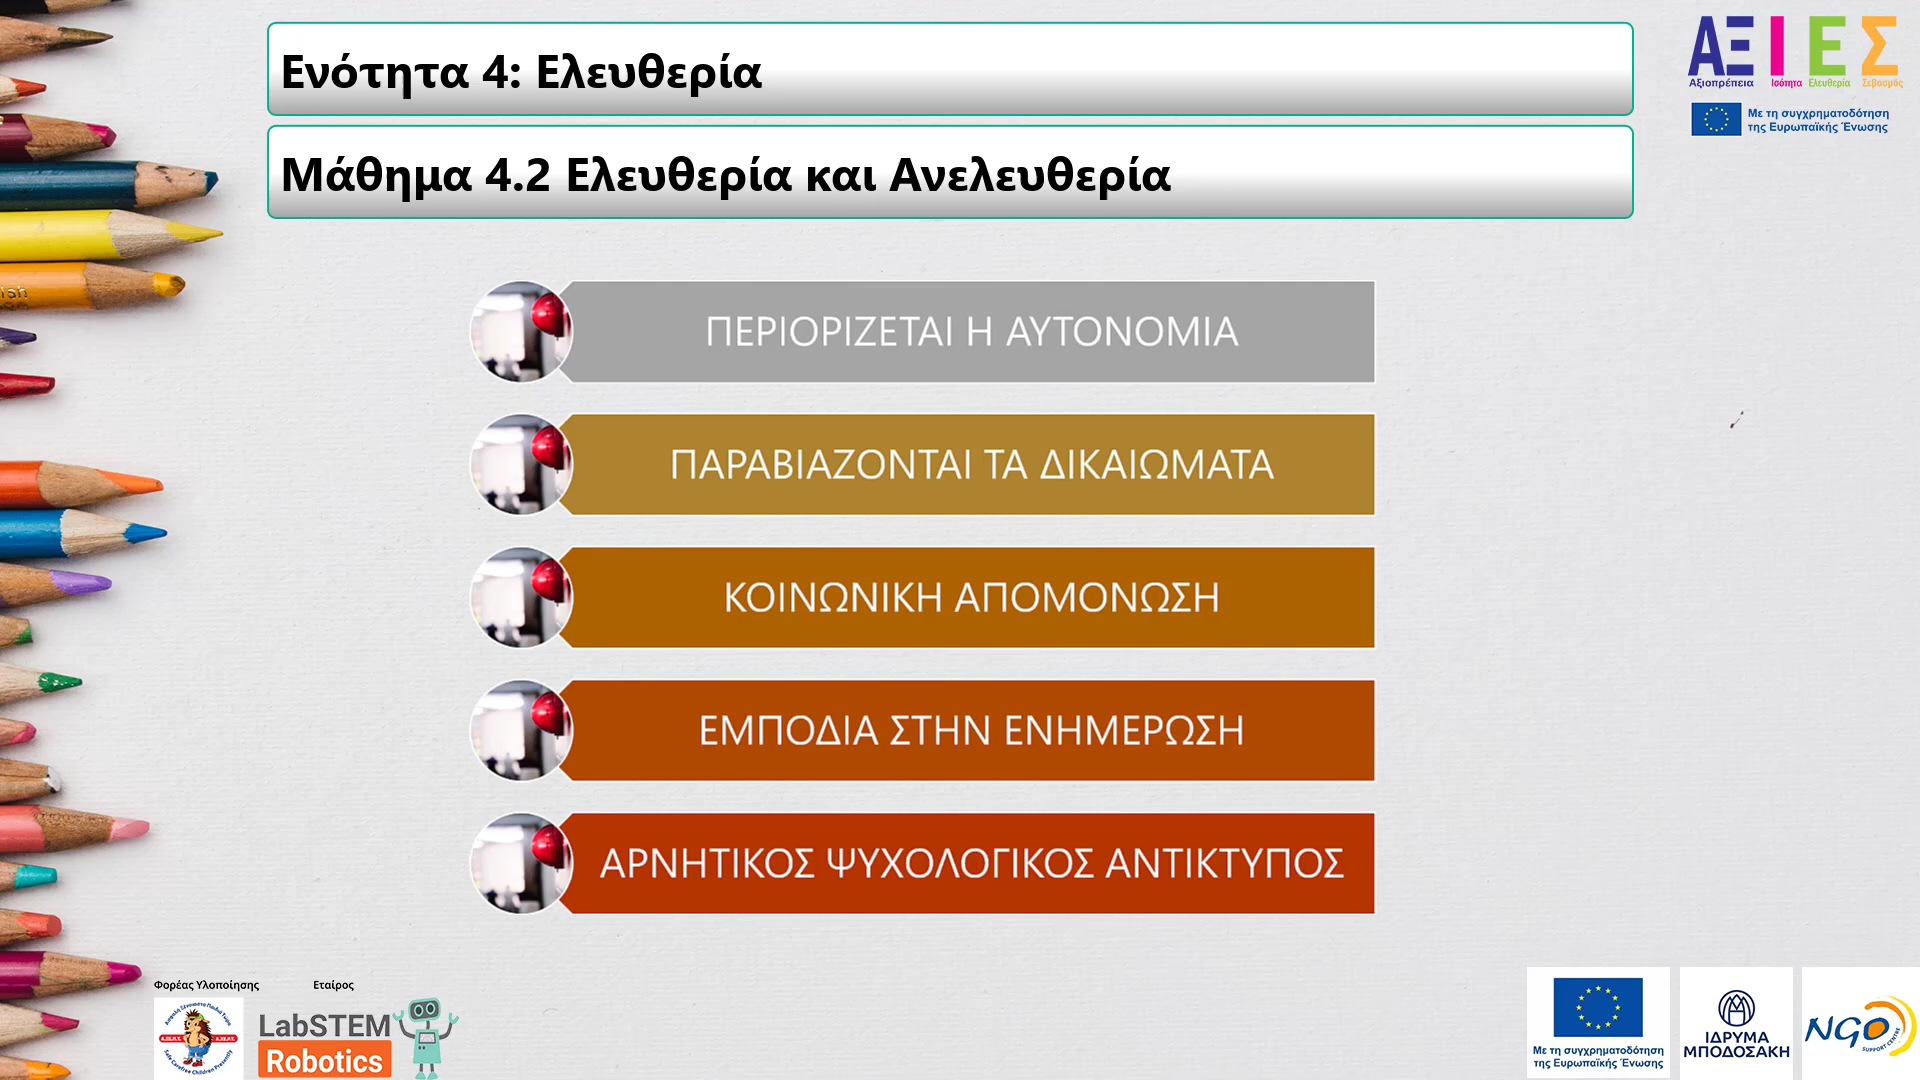 Ενότητα 4: Ελευθερία
Μάθημα 4.2 Ελευθερία και Ανελευθερία
ΑΞΙΕΣ
Αξιοπρέπεια Ισότητα Ελευθερία Σεβασμός
Με τη συγχρηματοδότηση
της Ευρωπαϊκής Ένωσης
ΠΕΡΙΟΡΙΖΕΤΑΙ Η ΑΥΤΟΝΟΜΙΑ
ΠΑΡΑΒΙΑΖΟΝΤΑΙ ΤΑ ΔΙΚΑΙΩΜΑΤΑ
ΚΟΙΝΩΝΙΚΗ ΑΠΟΜΟΝΩΣΗ
ΕΜΠΟΔΙΑ ΣΤΗΝ ΕΝΗΜΕΡΩΣΗ
ΑΡΝΗΤΙΚΟΣ ΨΥΧΟΛΟΓΙΚΟΣ ΑΝΤΙΚΤΥΠΟΣ
Φορέας Υλοποίησης Εταίρος
LabSTEM
Robotics
Με τη συγχρηματοδότηση
της Ευρωπαϊκής Ένωσης
ΙΔΡΥΜΑ
ΜΠΟΔΟΣΑΚΗ
NGO
SUPPORT CENTRE